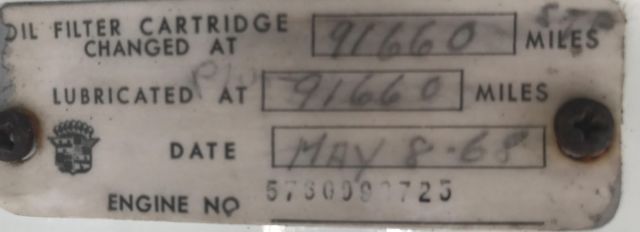 OIL FILTER CARTRIDGE
CHANGED AT 91660 MILES
LUBRICATED AT 91660 MILES
DATE MAY 8-68
ENGINE NO